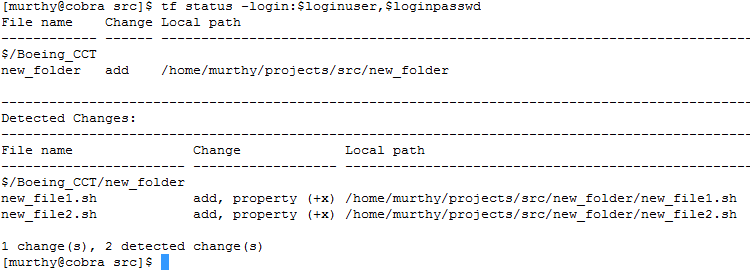 [murthy@cobra src]$ tf status -login:$loginuser,$loginpasswd
File name    Change Local path
------------ ------ --------------------------------------------------------------------------
$/Boeing_CCT
new_folder   add    /home/murthy/projects/src/new_folder
----------------------------------------------------------------------------------------------
Detected Changes:
----------------------------------------------------------------------------------------------
File name               Change             Local path
----------------------- ------------------ ---------------------------------------------------
$/Boeing_CCT/new_folder
new_file1.sh            add, property (+x) /home/murthy/projects/src/new_folder/new_file1.sh
new_file2.sh            add, property (+x) /home/murthy/projects/src/new_folder/new_file2.sh
1 change(s), 2 detected change(s)
[murthy@cobra src]$